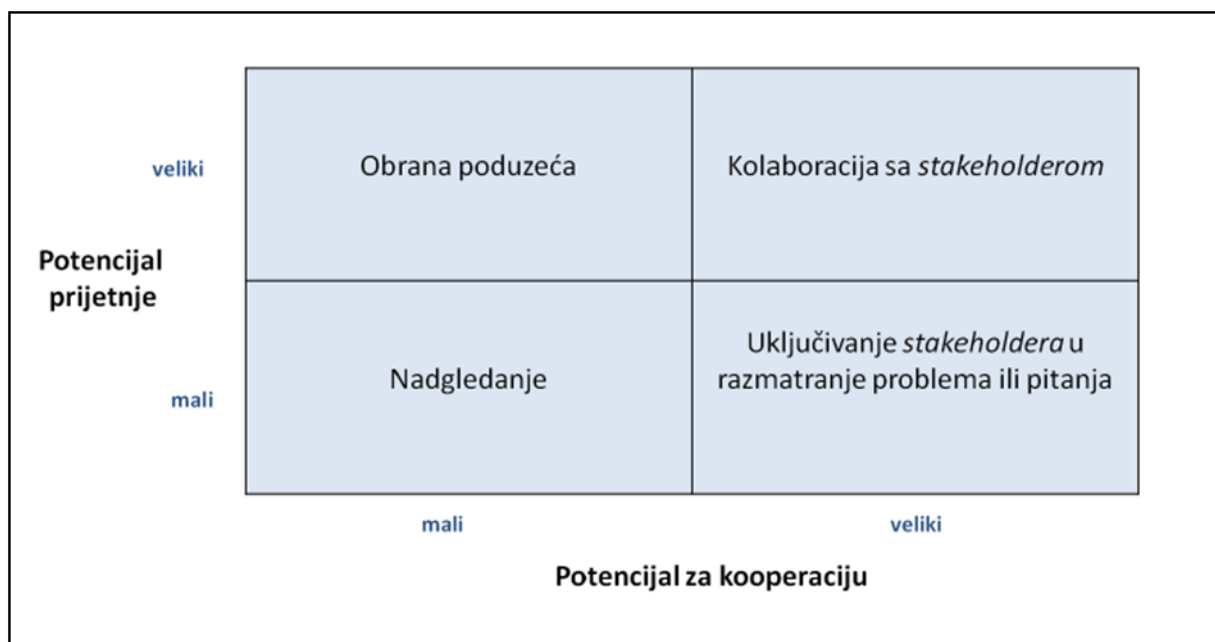 veliki
Obrana poduzeća
Kolaboracija sa stakeholderom
Potencijal
prijetnje
mali
Nadgledanje
Uključivanje stakeholdera u
razmatranje problema ili pitanja
mali
veliki
Potencijal za kooperaciju